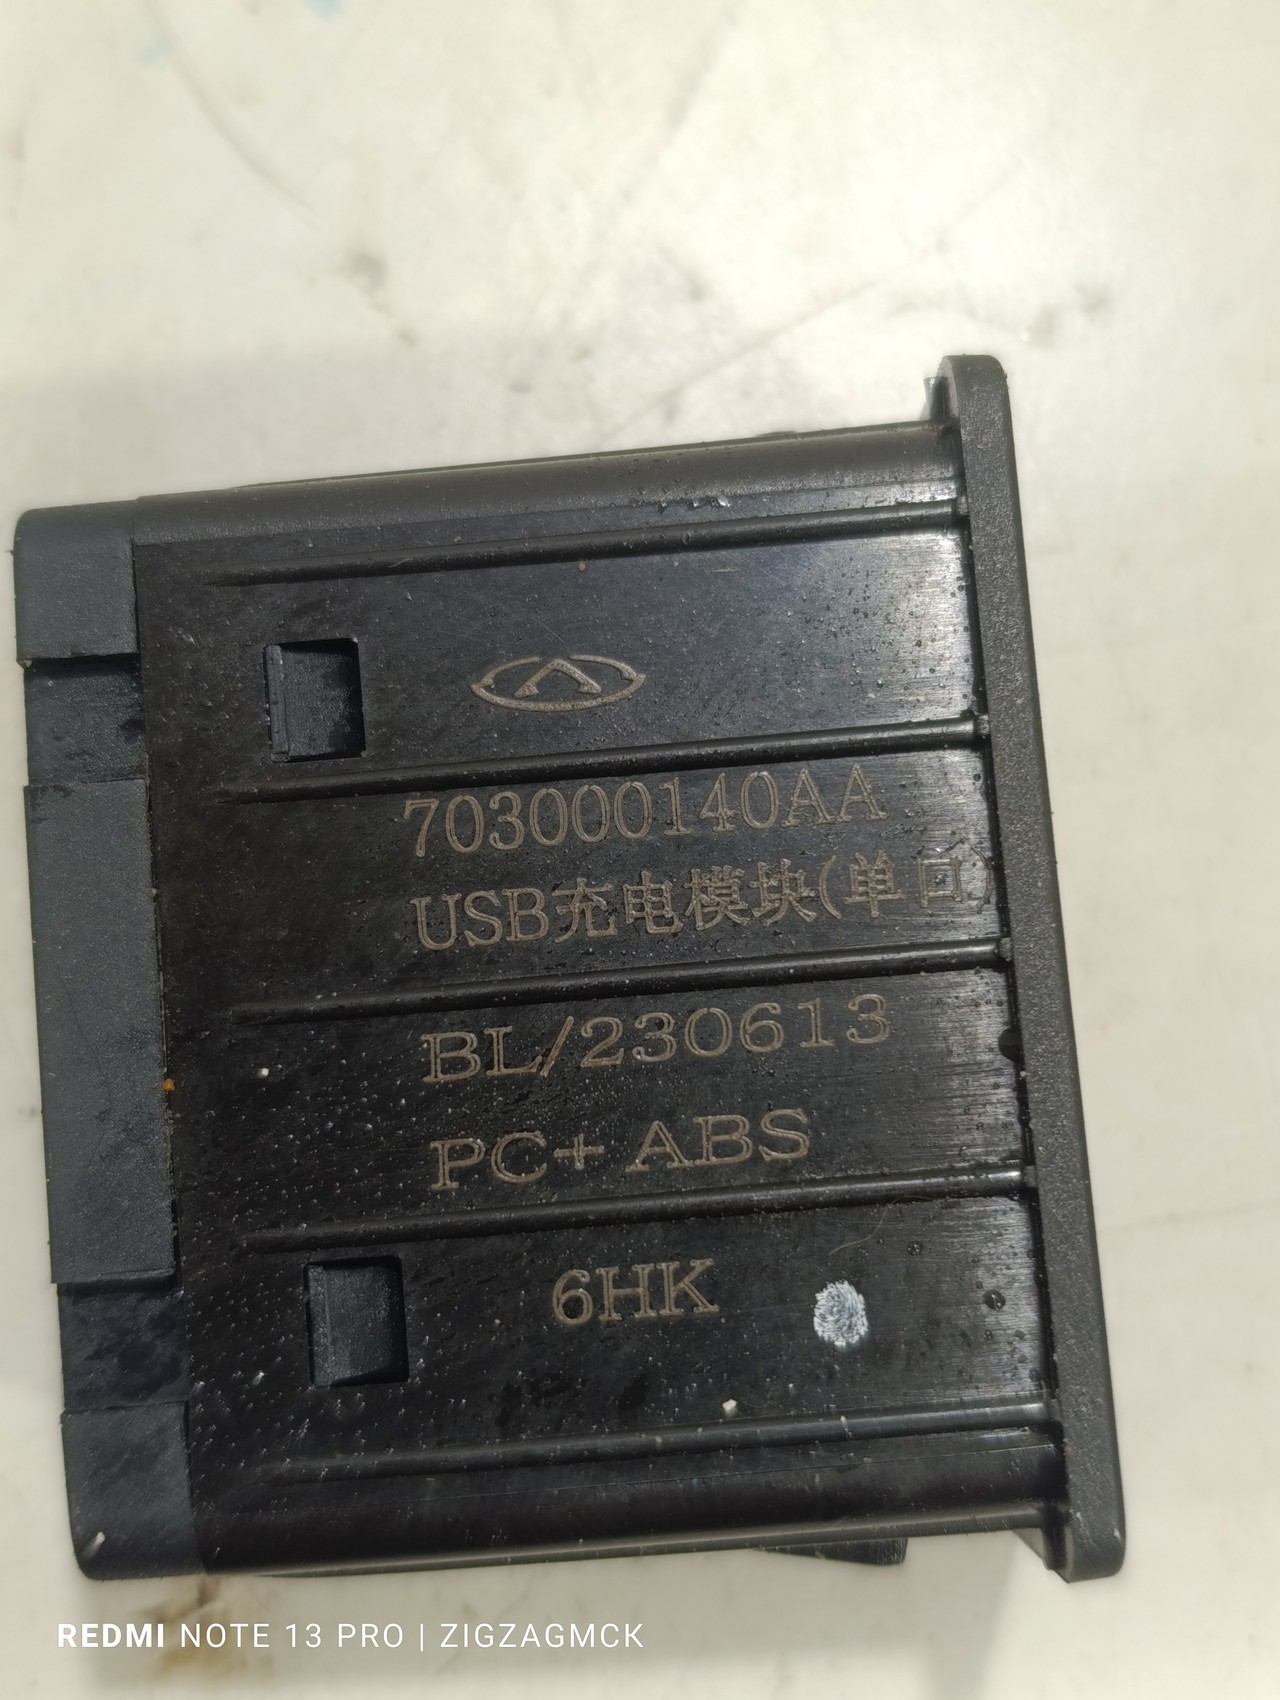 703000140AA
USB充电模块(单口)
BL/230613
PC+ABS
6HK
REDMI NOTE 13 PRO | ZIGZAGMCK